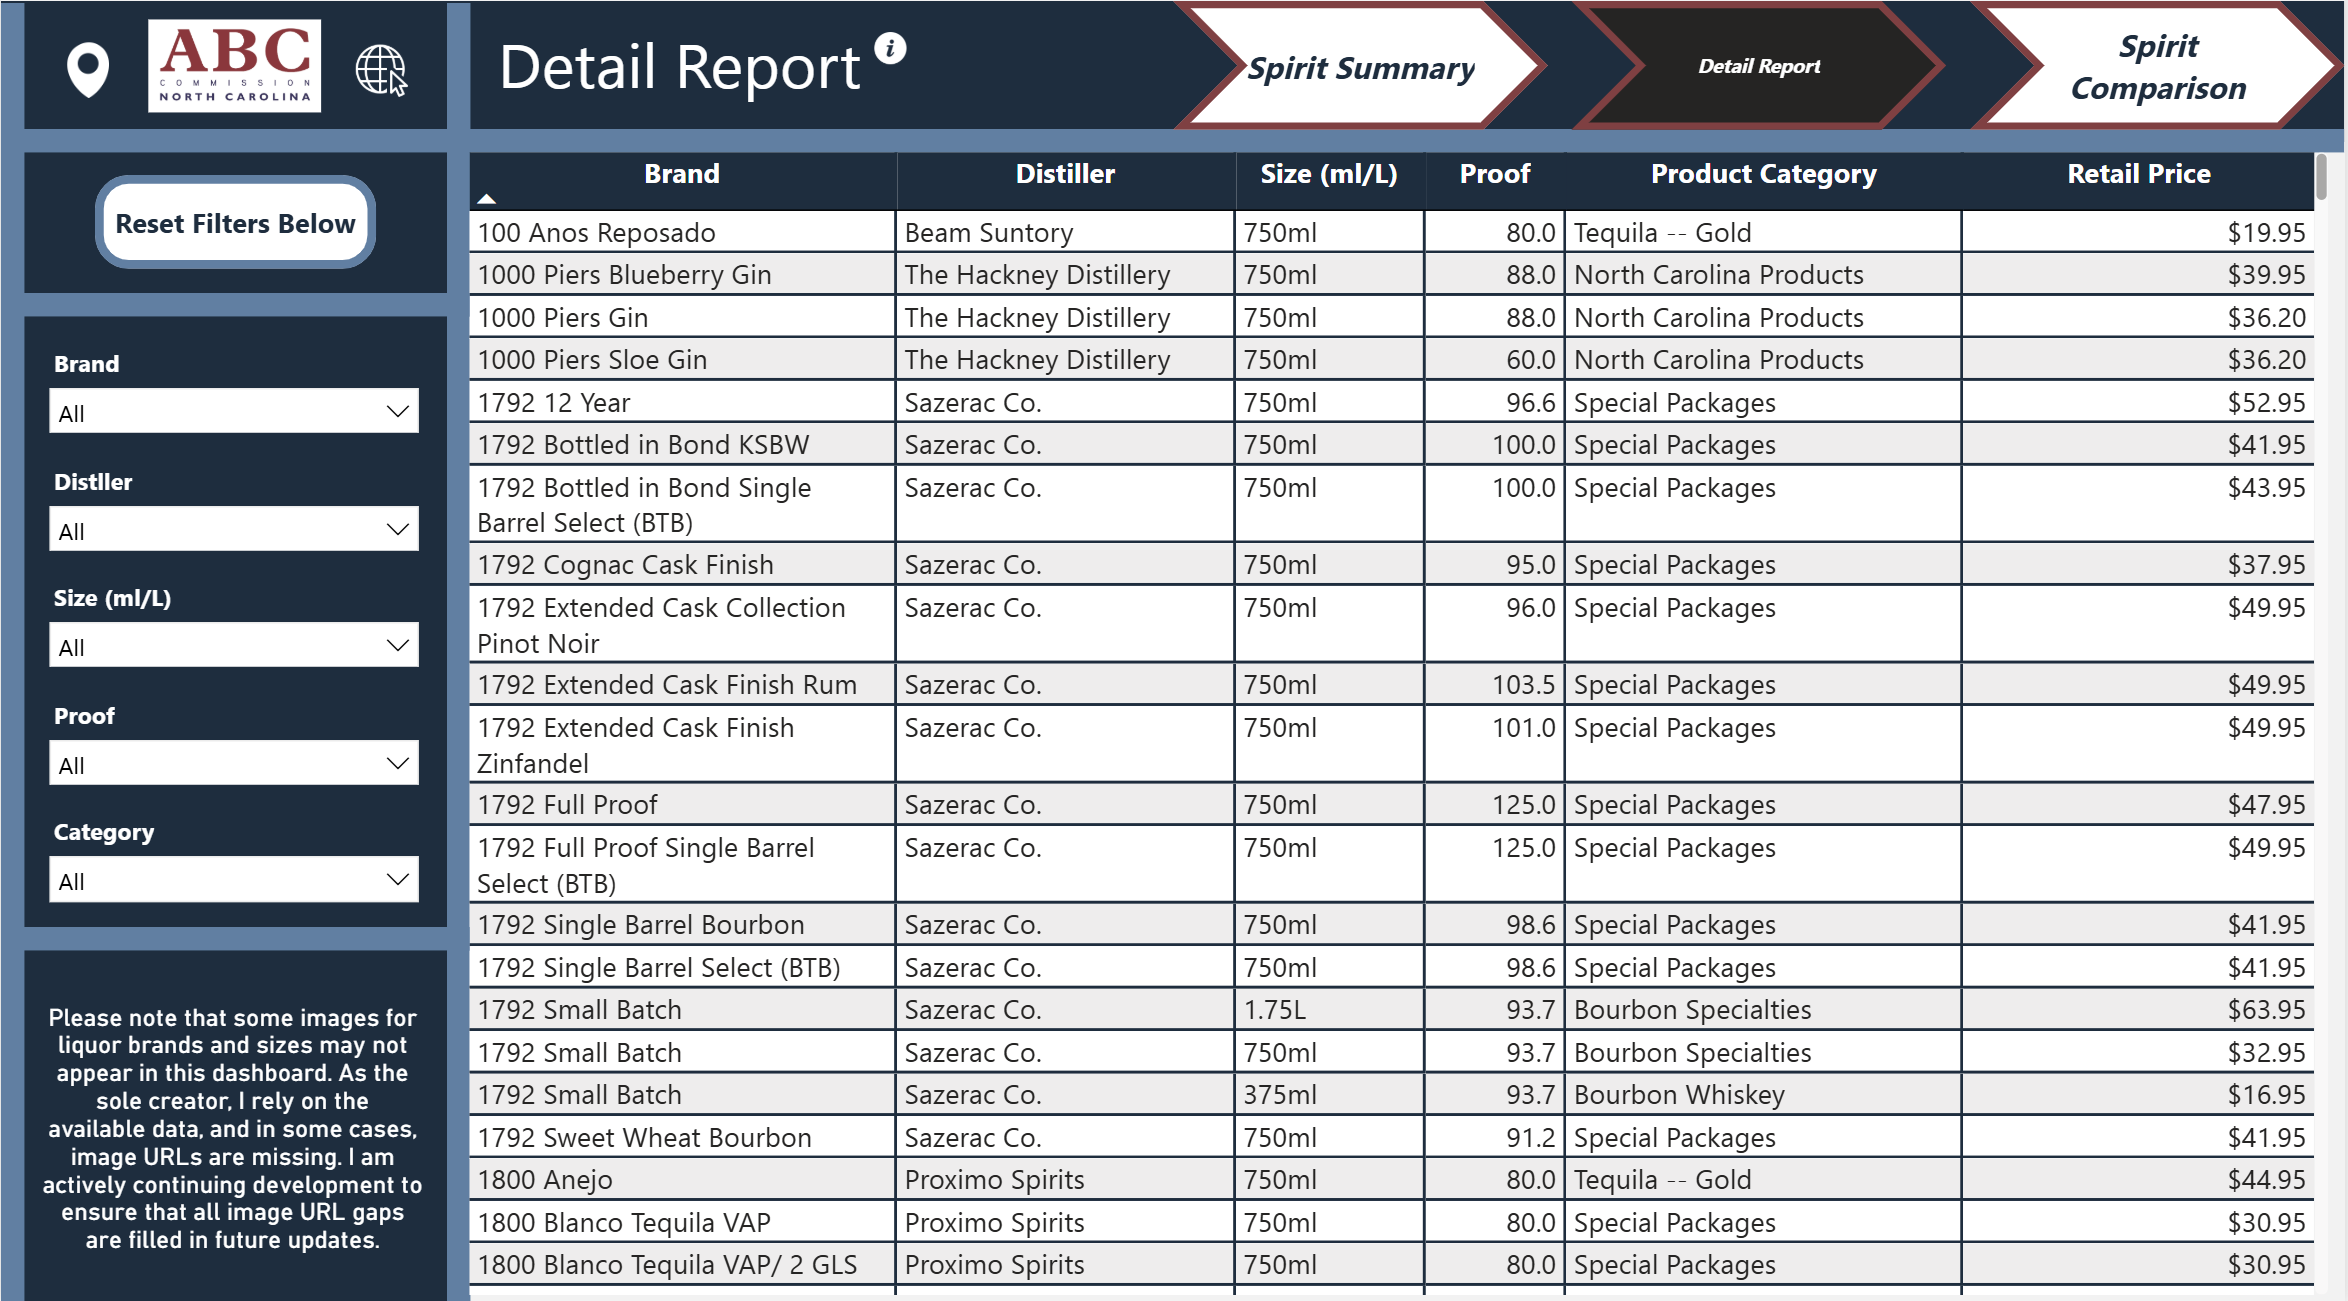 ABC
COMMISSION
NORTH CAROLINA
Detail Report
i
Spirit Summary
Detail Report
Spirit
Comparison
Reset Filters Below
Brand
All
Distller
All
Size (ml/L)
All
Proof
All
Category
All
Please note that some images for
liquor brands and sizes may not
appear in this dashboard. As the
sole creator, I rely on the
available data, and in some cases,
image URLs are missing. I am
actively continuing development to
ensure that all image URL gaps
are filled in future updates.
Brand Distiller Size (ml/L) Proof Product Category Retail Price
100 Anos Reposado Beam Suntory 750ml 80.0 Tequila -- Gold $19.95
1000 Piers Blueberry Gin The Hackney Distillery 750ml 88.0 North Carolina Products $39.95
1000 Piers Gin The Hackney Distillery 750ml 88.0 North Carolina Products $36.20
1000 Piers Sloe Gin The Hackney Distillery 750ml 60.0 North Carolina Products $36.20
1792 12 Year Sazerac Co. 750ml 96.6 Special Packages $52.95
1792 Bottled in Bond KSBW Sazerac Co. 750ml 100.0 Special Packages $41.95
1792 Bottled in Bond Single Sazerac Co. 750ml 100.0 Special Packages $43.95
Barrel Select (BTB)
1792 Cognac Cask Finish Sazerac Co. 750ml 95.0 Special Packages $37.95
1792 Extended Cask Collection Sazerac Co. 750ml 96.0 Special Packages $49.95
Pinot Noir
1792 Extended Cask Finish Rum Sazerac Co. 750ml 103.5 Special Packages $49.95
1792 Extended Cask Finish Sazerac Co. 750ml 101.0 Special Packages $49.95
Zinfandel
1792 Full Proof Sazerac Co. 750ml 125.0 Special Packages $47.95
1792 Full Proof Single Barrel Sazerac Co. 750ml 125.0 Special Packages $49.95
Select (BTB)
1792 Single Barrel Bourbon Sazerac Co. 750ml 98.6 Special Packages $41.95
1792 Single Barrel Select (BTB) Sazerac Co. 750ml 98.6 Special Packages $41.95
1792 Small Batch Sazerac Co. 1.75L 93.7 Bourbon Specialties $63.95
1792 Small Batch Sazerac Co. 750ml 93.7 Bourbon Specialties $32.95
1792 Small Batch Sazerac Co. 375ml 93.7 Bourbon Whiskey $16.95
1792 Sweet Wheat Bourbon Sazerac Co. 750ml 91.2 Special Packages $41.95
1800 Anejo Proximo Spirits 750ml 80.0 Tequila -- Gold $44.95
1800 Blanco Tequila VAP Proximo Spirits 750ml 80.0 Special Packages $30.95
1800 Blanco Tequila VAP/ 2 GLS Proximo Spirits 750ml 80.0 Special Packages $30.95